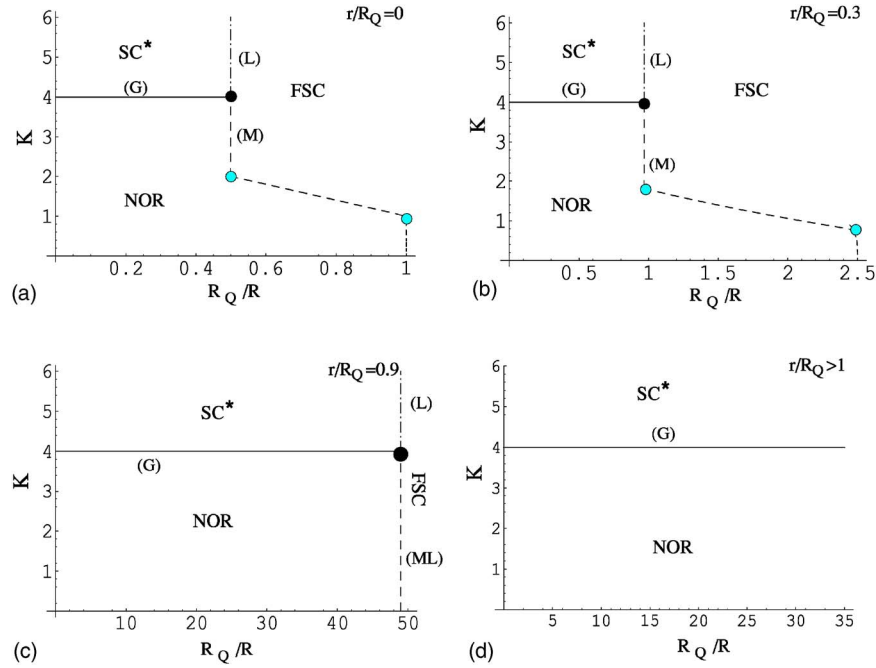 r/R_Q=0
K
6
5
4
3
2
1
SC*
(L)
(G)
FSC
(M)
NOR
0.2 0.4 0.6 0.8 1
(a)
R_Q/R
r/R_Q=0.3
K
6
5
4
3
2
1
SC*
(L)
(G)
FSC
(M)
NOR
0.5 1 1.5 2 2.5
(b)
R_Q/R
r/R_Q=0.9
K
6
5
4
3
2
1
SC*
(L)
(G)
FSC
NOR
(ML)
10 20 30 40 50
(c)
R_Q/R
r/R_Q>1
K
6
5
4
3
2
1
SC*
(G)
NOR
5 10 15 20 25 30 35
(d)
R_Q/R